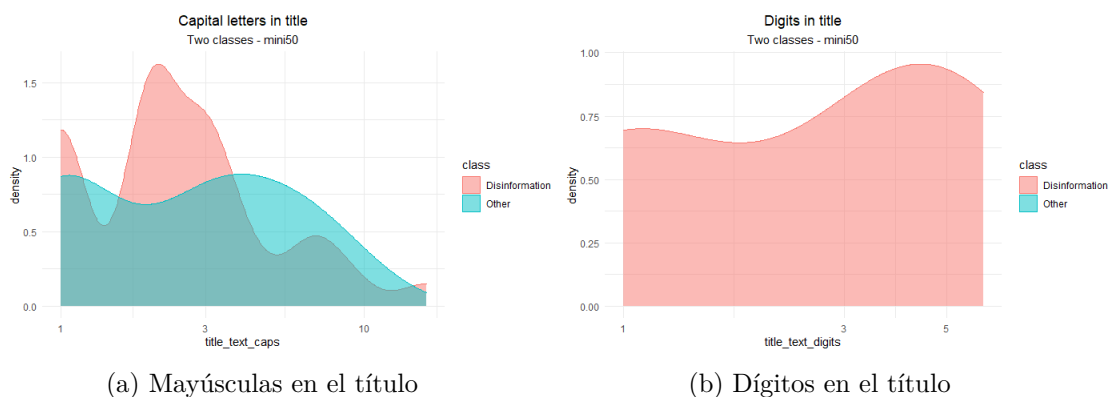 Capital letters in title
Two classes - mini50
1.5
1.0
0.5
0.0
density
1
3
10
title_text_caps
class
Disinformation
Other
(a) Mayúsculas en el título
Digits in title
Two classes - mini50
1.00
0.75
0.50
0.25
0.00
density
1
3
5
title_text_digits
class
Disinformation
Other
(b) Dígitos en el título